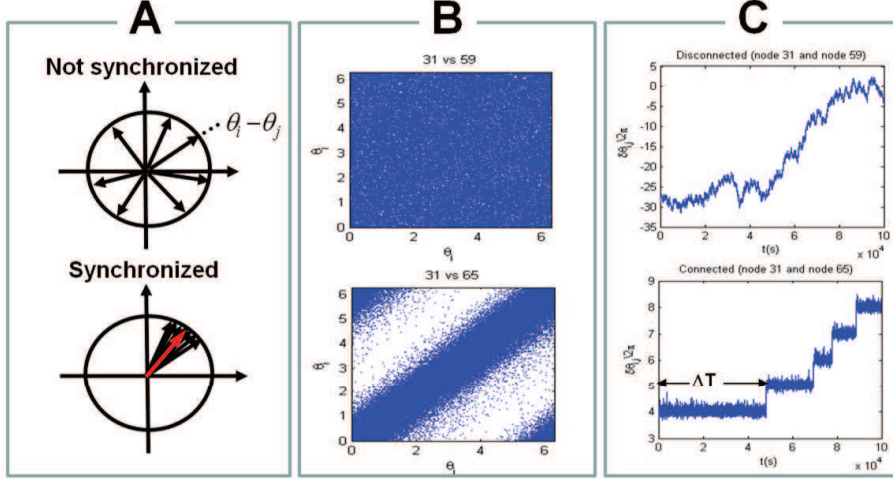 A
Not synchronized
θi − θj
Synchronized
B
31 vs 59
6
5
4
3
2
1
0
0 2 4 6
31 vs 65
6
5
4
3
2
1
0
0 2 4 6
C
Disconnected (node 31 and node 59)
5
0
-5
-10
-15
-20
-25
-30
-35
0 2 4 6 8 10
t(s)
x 10^4
Connected (node 31 and node 65)
9
8
7
6
5
4
3
ΔT
0 2 4 6 8 10
t(s)
x 10^4